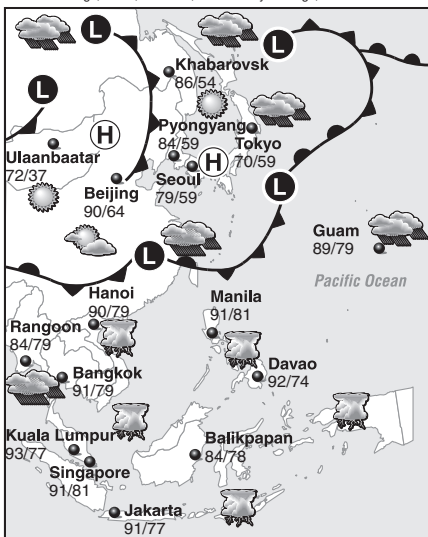 L
L
Khabarovsk
86/54
L
H
Pyongyang
84/59
Tokyo
70/59
Ulaanbaatar
72/37
H
Seoul
79/59
L
Beijing
90/64
Guam
89/79
L
Pacific Ocean
Hanoi
90/79
Manila
91/81
Rangoon
84/79
Bangkok
91/79
Davao
92/74
Kuala Lumpur
93/77
Singapore
91/81
Balikpapan
84/78
Jakarta
91/77